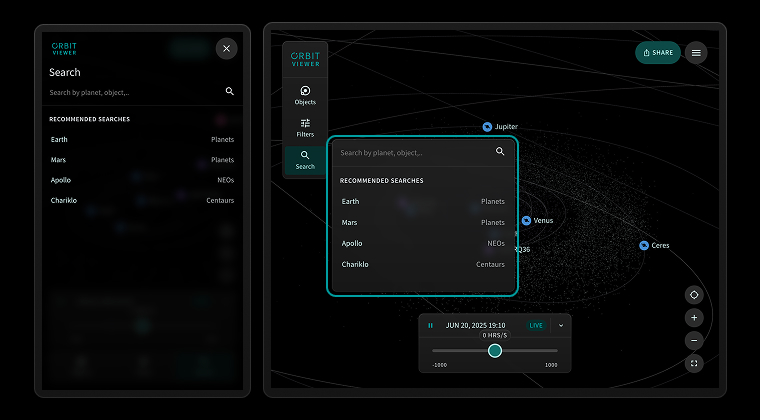 ORBIT
VIEWER
Search
Search by planet, object,...
RECOMMENDED SEARCHES
Earth Planets
Mars Planets
Apollo NEOs
Chariklo Centaurs
ORBIT
VIEWER
Objects
Filters
Search
SHARE
Jupiter
Search by planet, object,...
RECOMMENDED SEARCHES
Earth Planets
Mars Planets
Apollo NEOs
Chariklo Centaurs
Venus
RQ36
Ceres
JUN 20, 2025 19:10 LIVE
0 HRS/S
-1000 1000